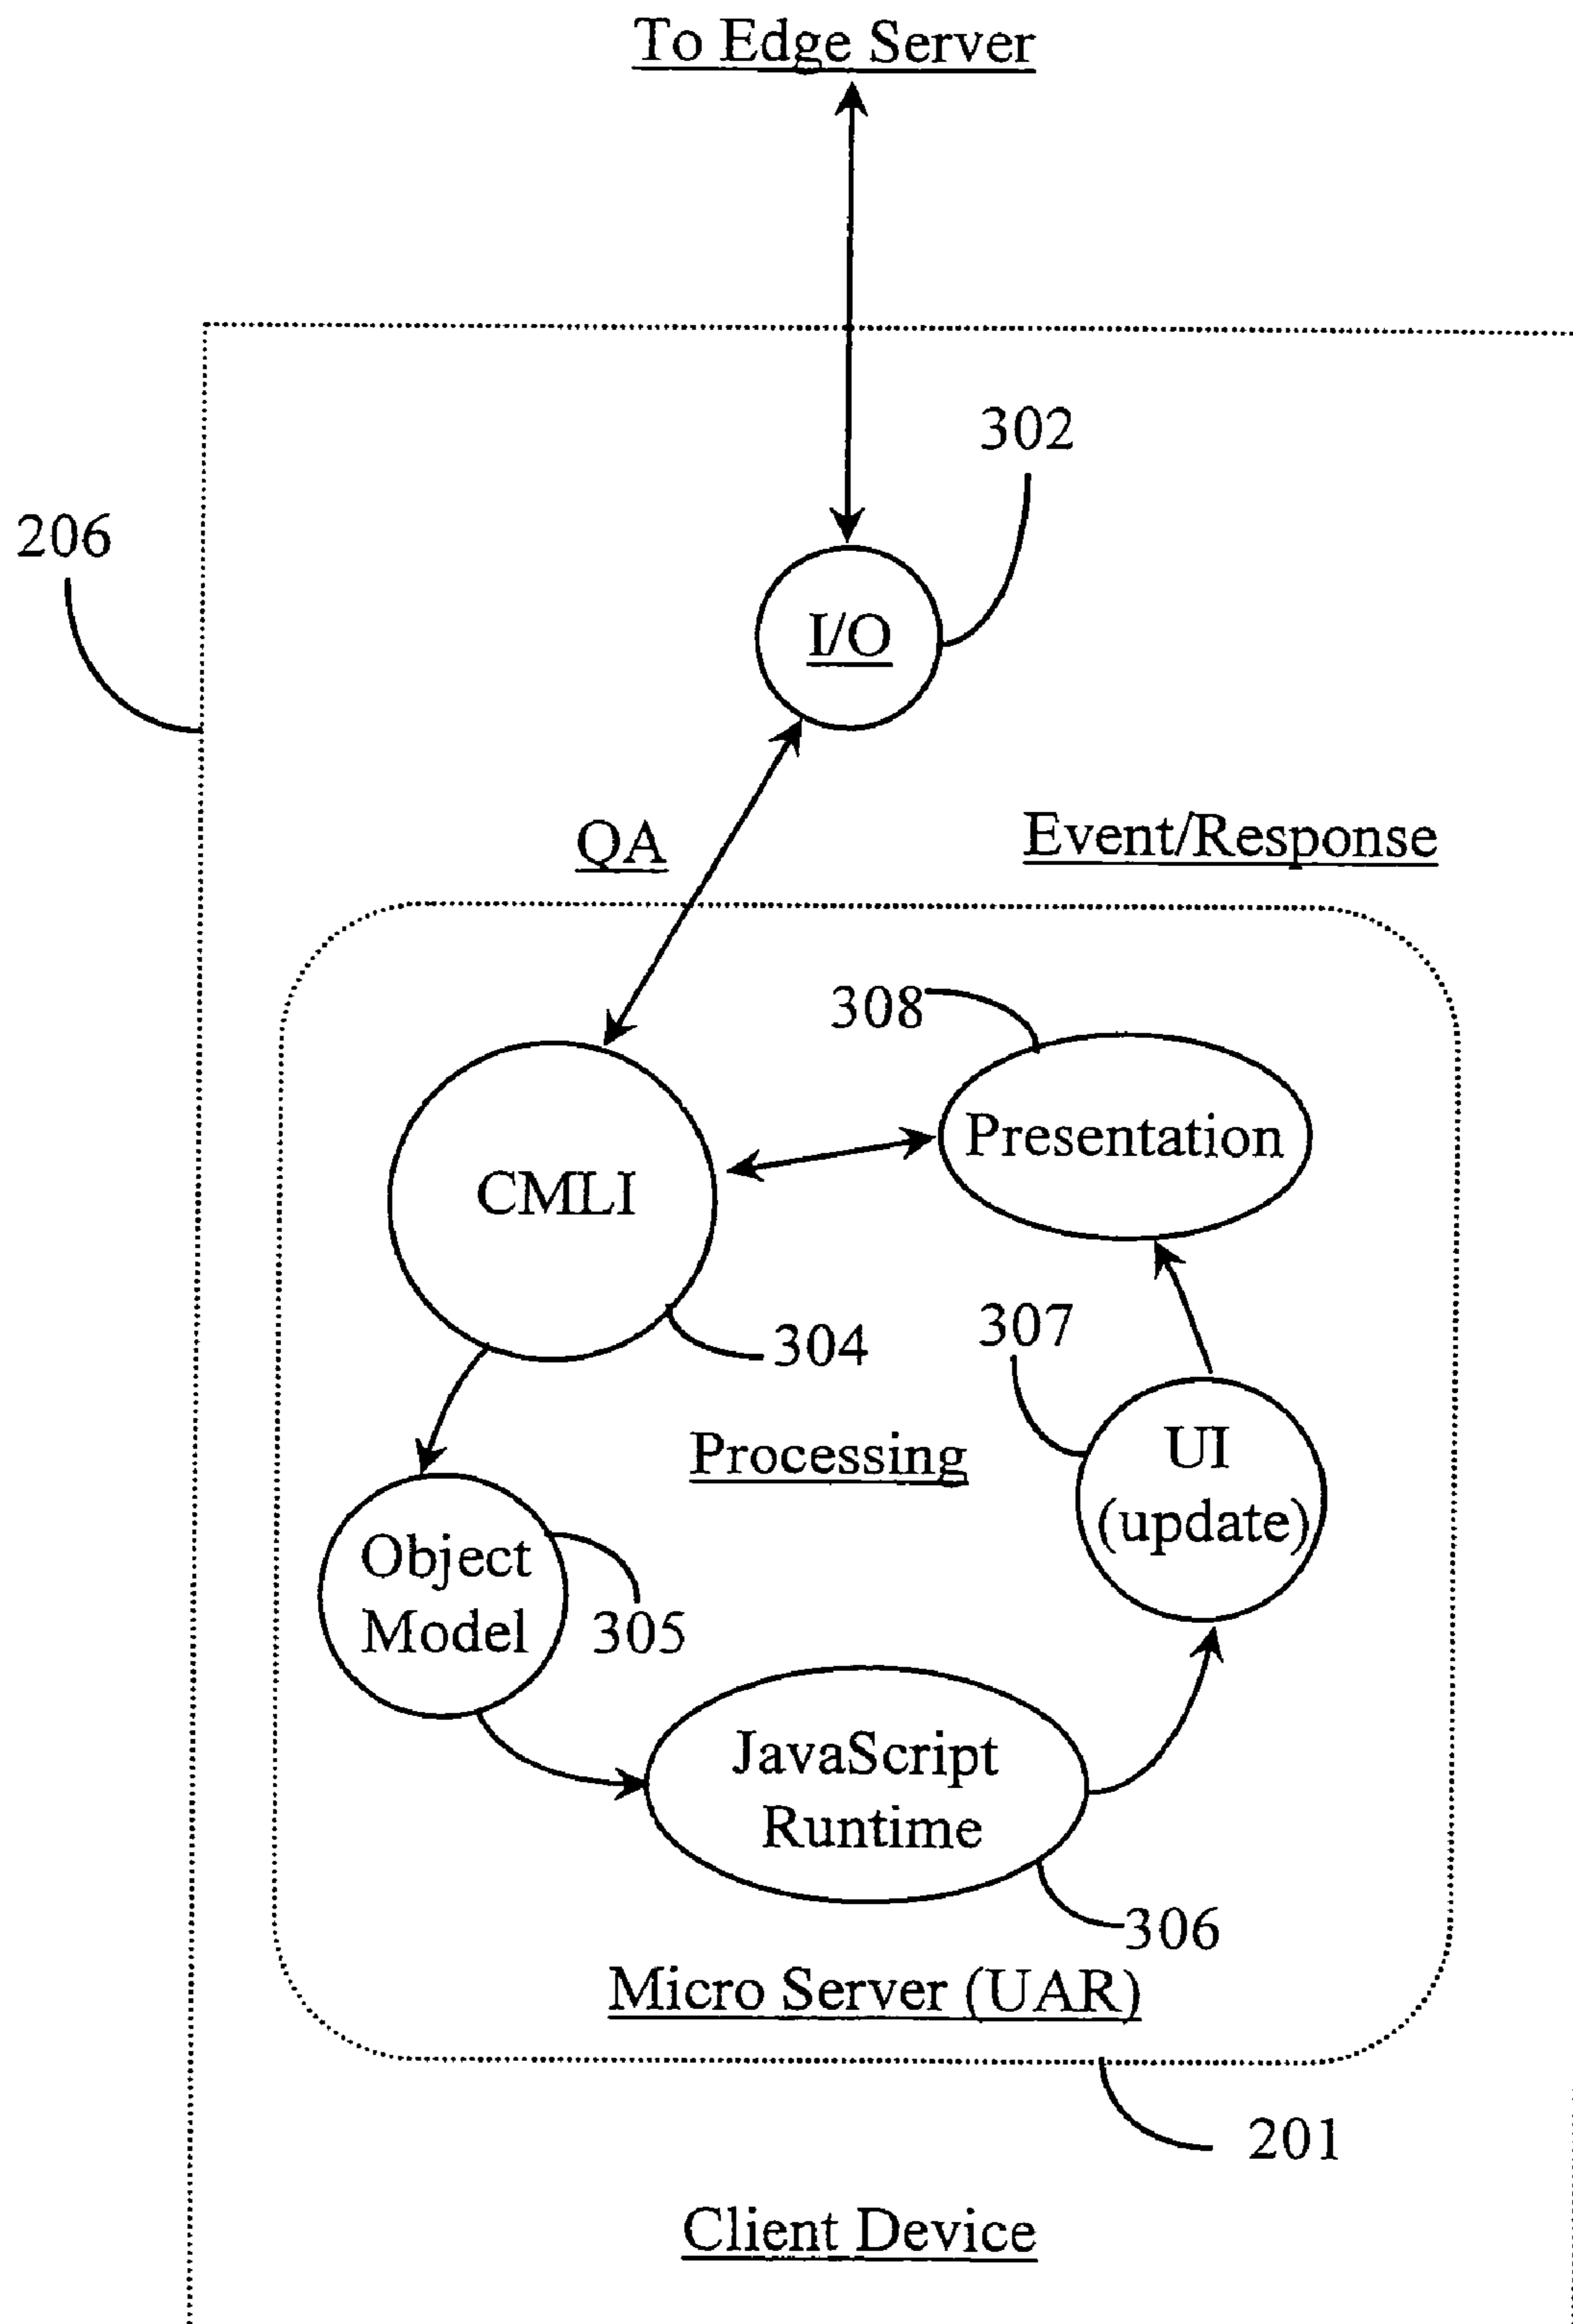 To Edge Server
302
206
I/O
Event/Response
QA
308
Presentation
CMLI
304
307
Processing
UI
(update)
Object
Model
305
JavaScript
Runtime
306
Micro Server (UAR)
201
Client Device